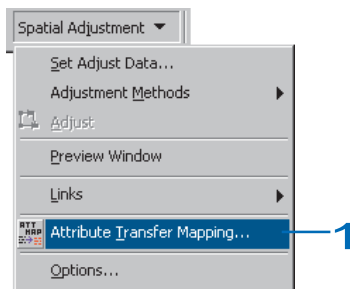 Spatial Adjustment
Set Adjust Data...
Adjustment Methods
Adjust
Preview Window
Links
ATT MAP
Attribute Transfer Mapping... 1
Options...